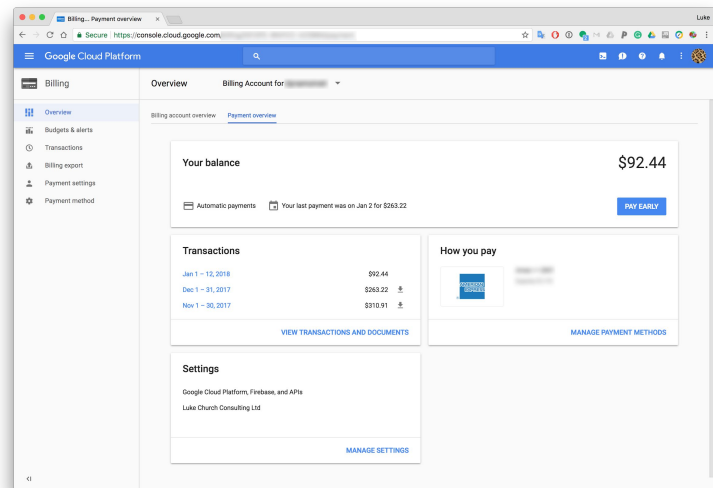 Billing... Payment overview
Luke
Secure https://console.cloud.google.com/
Google Cloud Platform
Billing
Overview
Billing Account for
Overview
Budgets & alerts
Transactions
Billing export
Payment settings
Payment method
Billing account overview Payment overview
Your balance
$92.44
Automatic payments
Your last payment was on Jan 2 for $263.22
PAY EARLY
Transactions
Jan 1 – 12, 2018 $92.44
Dec 1 – 31, 2017 $263.22
Nov 1 – 30, 2017 $310.91
VIEW TRANSACTIONS AND DOCUMENTS
How you pay
AMERICAN
EXPRESS
MANAGE PAYMENT METHODS
Settings
Google Cloud Platform, Firebase, and APIs
Luke Church Consulting Ltd
MANAGE SETTINGS